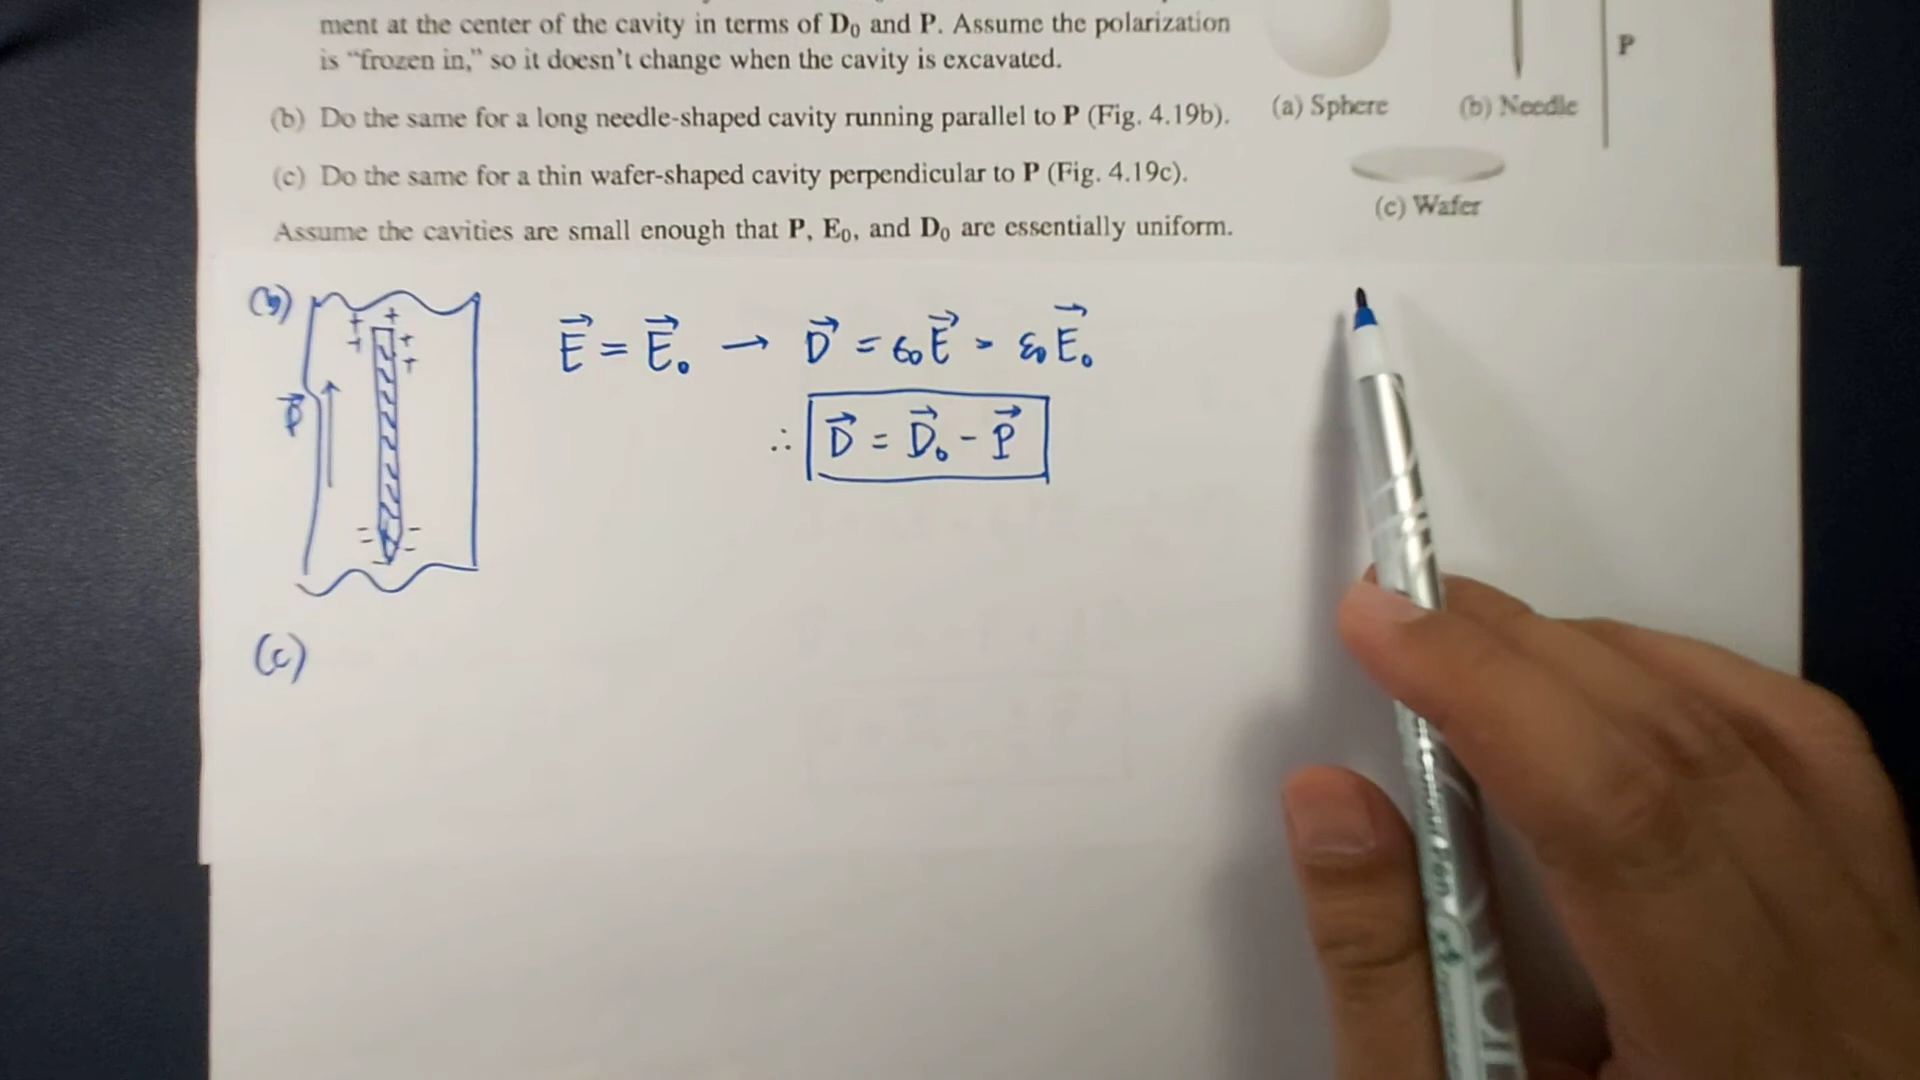 ment at the center of the cavity in terms of D₀ and P. Assume the polarization
is “frozen in,” so it doesn’t change when the cavity is excavated.
(b) Do the same for a long needle-shaped cavity running parallel to P (Fig. 4.19b).
(c) Do the same for a thin wafer-shaped cavity perpendicular to P (Fig. 4.19c).
Assume the cavities are small enough that P, E₀, and D₀ are essentially uniform.
P
(a) Sphere
(b) Needle
(c) Wafer
(b)
+ + + + +
P⃗
- - - -
E⃗ = E⃗₀ → D⃗ = ε₀E⃗ = ε₀E⃗₀
∴ D⃗ = D⃗₀ - P⃗
(c)